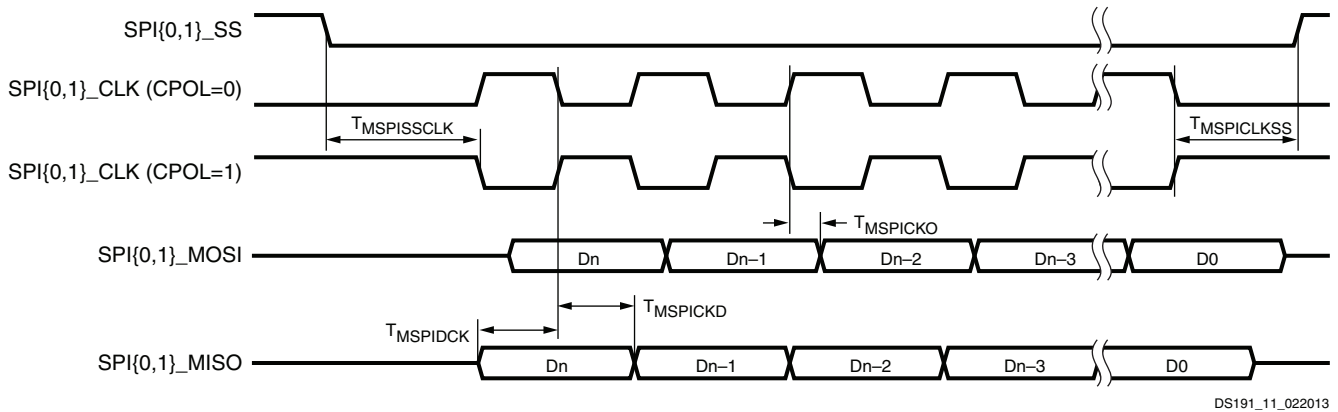 SPI{0,1}_SS
SPI{0,1}_CLK (CPOL=0)
TMSPISSCLK
TMSPICLKSS
SPI{0,1}_CLK (CPOL=1)
TMSPICKO
SPI{0,1}_MOSI
Dn Dn–1 Dn–2 Dn–3 D0
TMSPICKD
TMSPIDCK
SPI{0,1}_MISO
Dn Dn–1 Dn–2 Dn–3 D0
DS191_11_022013